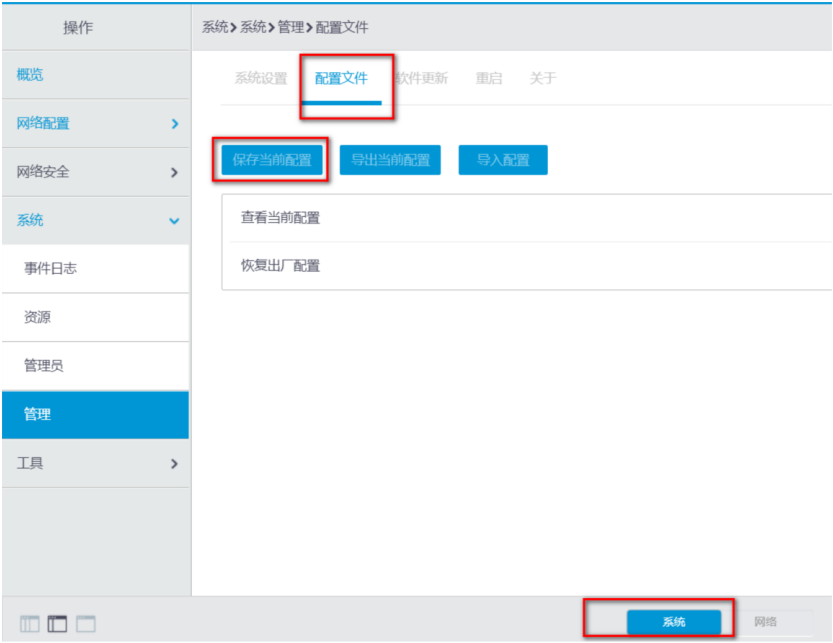 操作
系统>系统>管理>配置文件
概览
网络配置
网络安全
系统
事件日志
资源
管理员
管理
工具
系统设置 配置文件 软件更新 重启 关于
保存当前配置 导出当前配置 导入配置
查看当前配置
恢复出厂配置
系统 网络